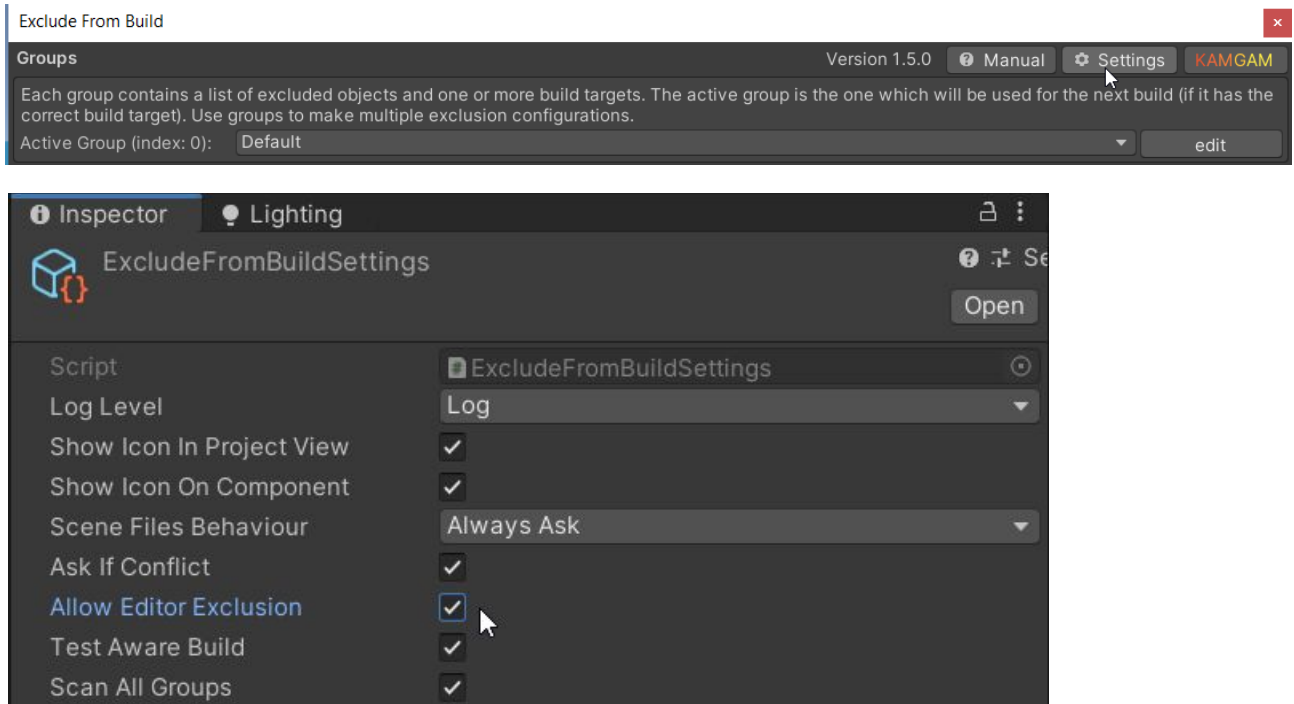 Exclude From Build
Groups Version 1.5.0 Manual Settings KAMGAM
Each group contains a list of excluded objects and one or more build targets. The active group is the one which will be used for the next build (if it has the
correct build target). Use groups to make multiple exclusion configurations.
Active Group (index: 0): Default edit
Inspector Lighting
ExcludeFromBuildSettings
Open
Script ExcludeFromBuildSettings
Log Level Log
Show Icon In Project View
Show Icon On Component
Scene Files Behaviour Always Ask
Ask If Conflict
Allow Editor Exclusion
Test Aware Build
Scan All Groups